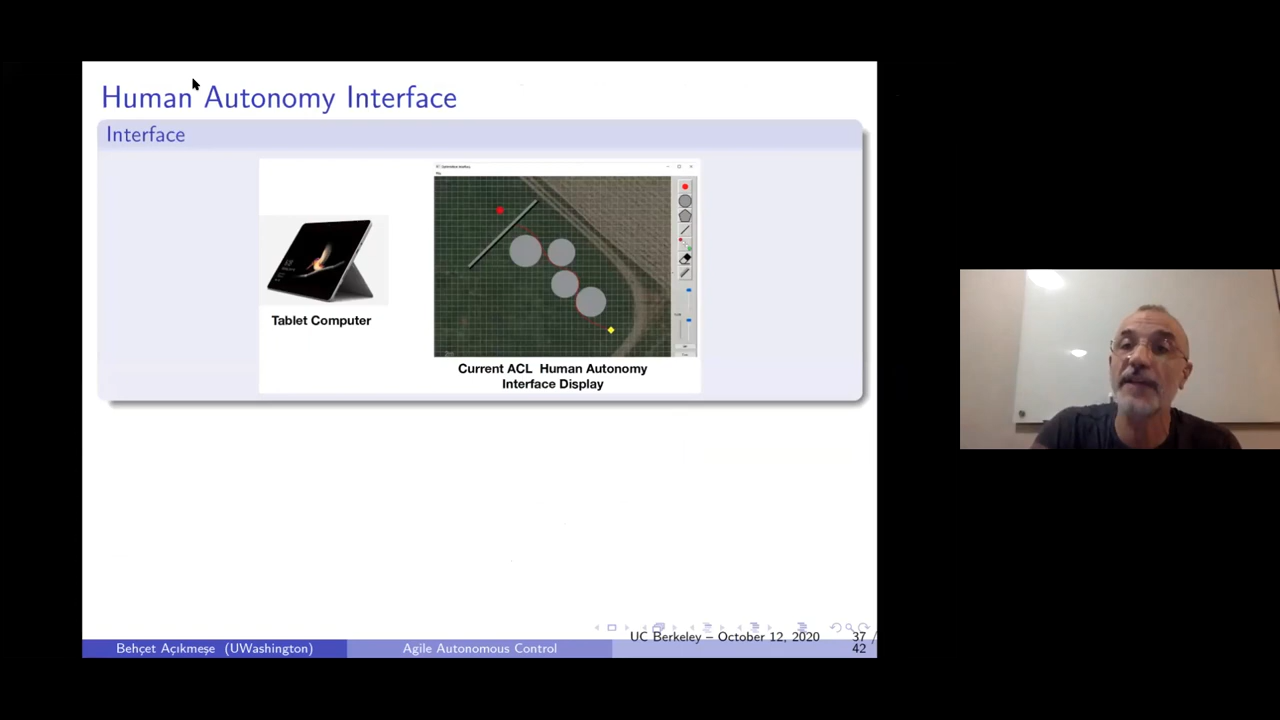 Human Autonomy Interface
Interface
Tablet Computer
Current ACL Human Autonomy
Interface Display
UC Berkeley – October 12, 2020
37 /
42
Behçet Açıkmeşe (UWashington)
Agile Autonomous Control